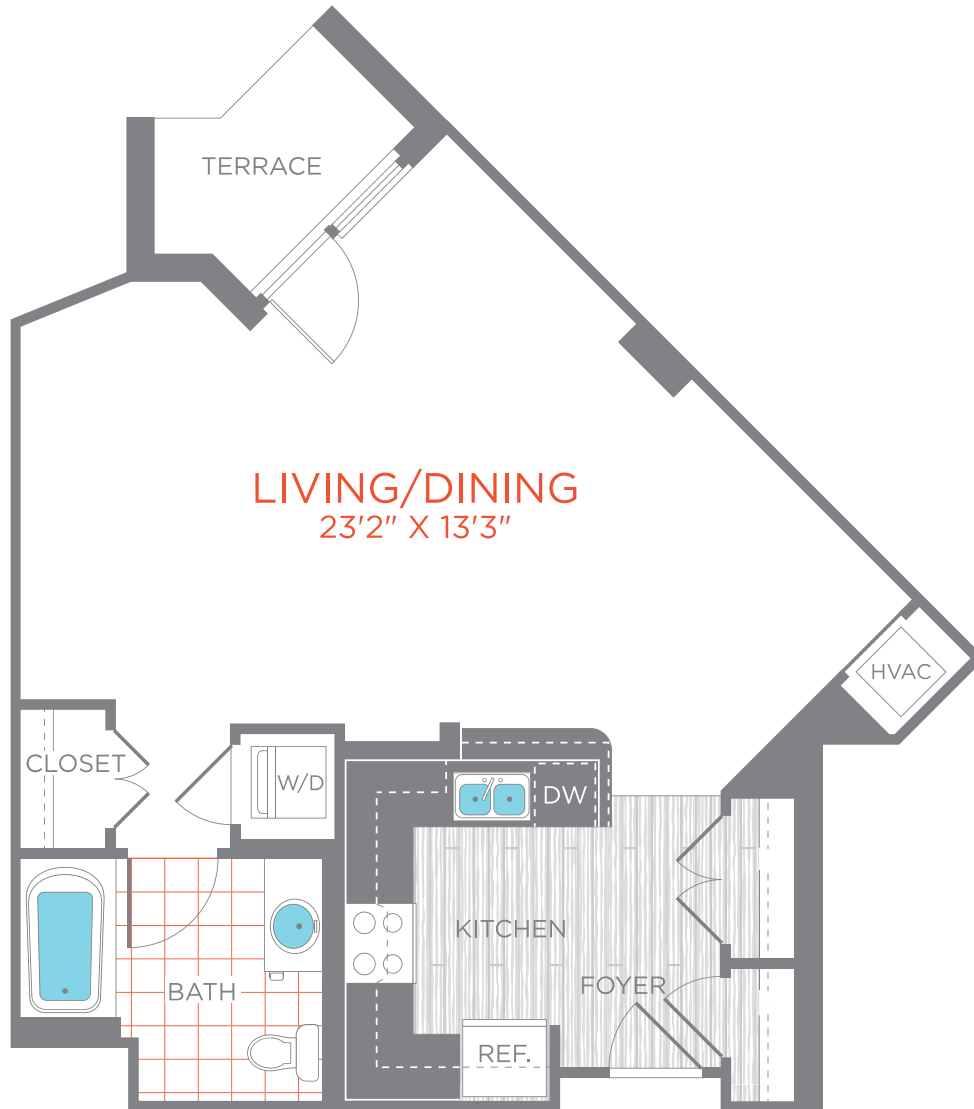 TERRACE
LIVING/DINING
23'2" X 13'3"
HVAC
CLOSET
W/D
DW
KITCHEN
FOYER
BATH
REF.